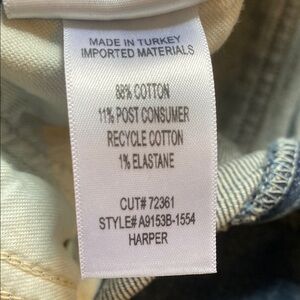 MADE IN TURKEY
IMPORTED MATERIALS
88% COTTON
11% POST CONSUMER
RECYCLE COTTON
1% ELASTANE
CUT# 72361
STYLE# A9153B-1554
HARPER